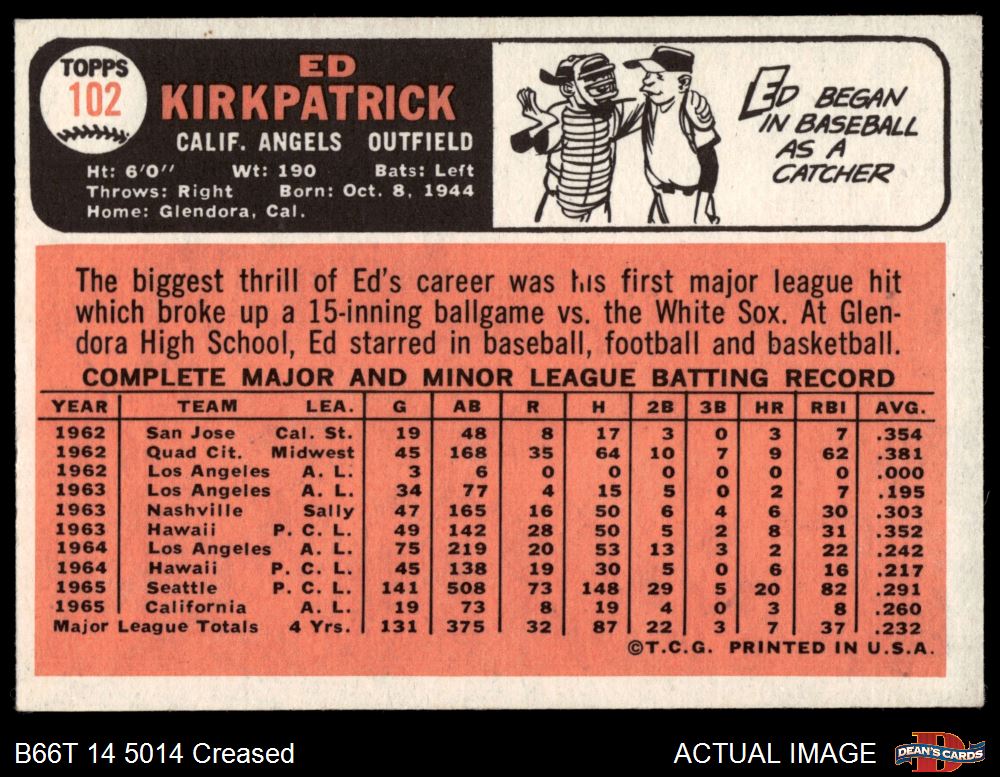 TOPPS
102
ED
KIRKPATRICK
CALIF. ANGELS OUTFIELD
Ht: 6'0" Wt: 190 Bats: Left
Throws: Right Born: Oct. 8, 1944
Home: Glendora, Cal.
ED BEGAN
IN BASEBALL
AS A
CATCHER
The biggest thrill of Ed's career was his first major league hit
which broke up a 15-inning ballgame vs. the White Sox. At Glen-
dora High School, Ed starred in baseball, football and basketball.
COMPLETE MAJOR AND MINOR LEAGUE BATTING RECORD
YEAR TEAM LEA. G AB R H 2B 3B HR RBI AVG.
1962 San Jose Cal. St. 19 48 8 17 3 0 3 7 .354
1962 Quad Cit. Midwest 45 168 35 64 10 7 9 62 .381
1962 Los Angeles A. L. 3 6 0 0 0 0 0 0 .000
1963 Los Angeles A. L. 34 77 4 15 5 0 2 7 .195
1963 Nashville Sally 47 165 16 50 6 4 6 30 .303
1963 Hawaii P. C. L. 49 142 28 50 5 2 8 31 .352
1964 Los Angeles A. L. 75 219 20 53 13 3 2 22 .242
1964 Hawaii P. C. L. 45 138 19 30 5 0 6 16 .217
1965 Seattle P. C. L. 141 508 73 148 29 5 20 82 .291
1965 California A. L. 19 73 8 19 4 0 3 8 .260
Major League Totals 4 Yrs. 131 375 32 87 22 3 7 37 .232
©T.C.G. PRINTED IN U.S.A.
B66T 14 5014 Creased
ACTUAL IMAGE
DEAN'S CARDS